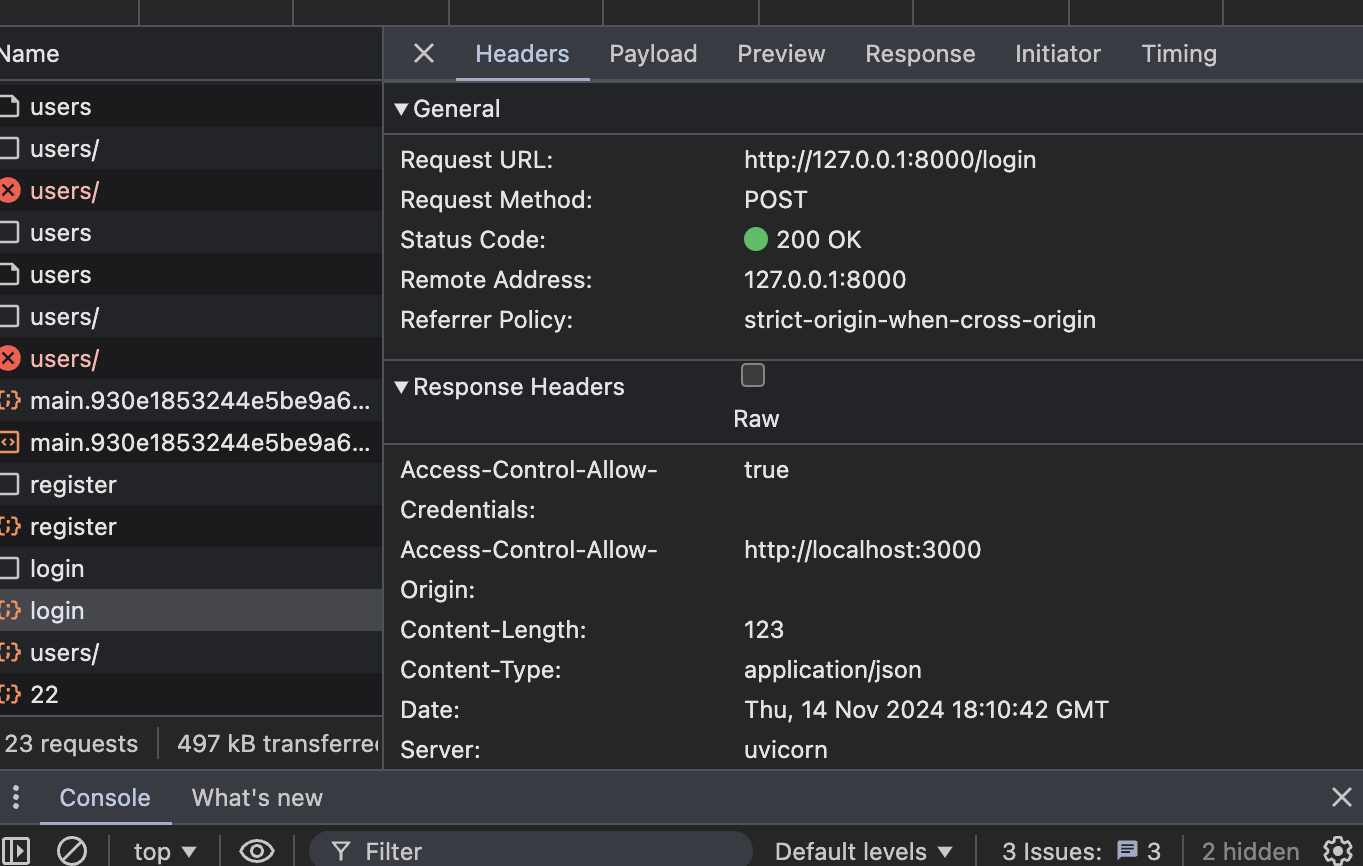 Name
users
users/
users/
users
users
users/
users/
main.930e1853244e5be9a6...
main.930e1853244e5be9a6...
register
register
login
login
users/
22
23 requests
497 kB transferred
Headers Payload Preview Response Initiator Timing
General
Request URL: http://127.0.0.1:8000/login
Request Method: POST
Status Code: 200 OK
Remote Address: 127.0.0.1:8000
Referrer Policy: strict-origin-when-cross-origin
Response Headers
Raw
Access-Control-Allow- true
Credentials:
Access-Control-Allow- http://localhost:3000
Origin:
Content-Length: 123
Content-Type: application/json
Date: Thu, 14 Nov 2024 18:10:42 GMT
Server: uvicorn
Console What's new
top Filter Default levels 3 Issues: 3 2 hidden